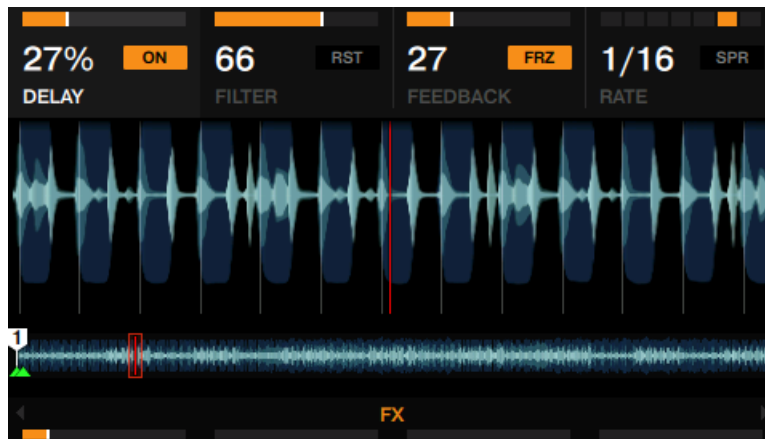 27% ON 66 RST 27 FRZ 1/16 SPR
DELAY FILTER FEEDBACK RATE
1
FX